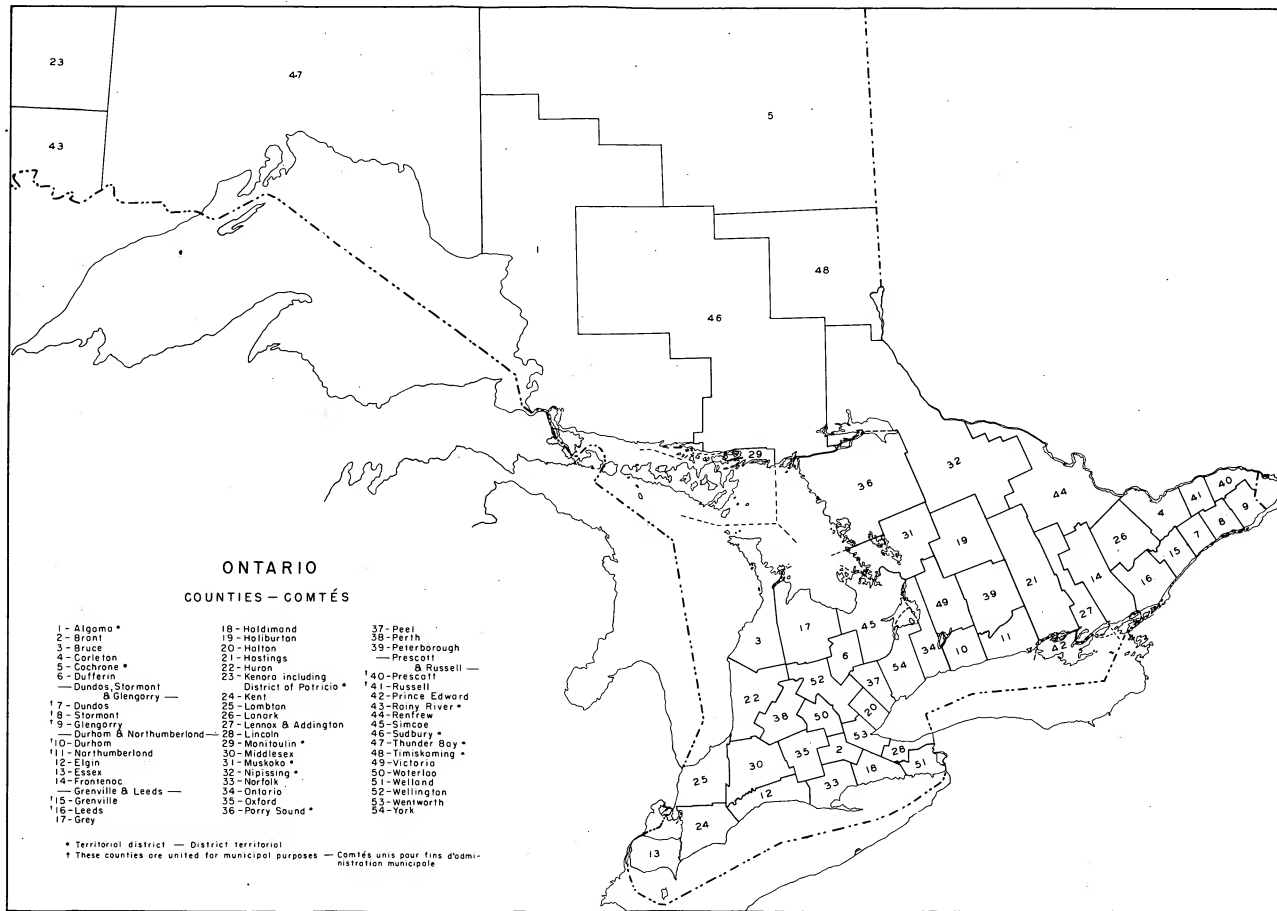 23
47
5
43
1
48
46
29
32
36
44
40
41
4
9
8
31
7
26
19
15
14
16
21
39
49
27
45
17
3
11
42
6
34
10
54
52
37
22
20
38
50
53
2
28
35
30
51
25
18
33
12
24
13
ONTARIO
COUNTIES – COMTÉS
1 - Algoma *
2 - Brant
3 - Bruce
4 - Carleton
5 - Cochrane *
6 - Dufferin
— Dundas, Stormont
& Glengarry —
† 7 - Dundas
† 8 - Stormont
† 9 - Glengarry
— Durham & Northumberland —
†10 - Durham
†11 - Northumberland
12 - Elgin
13 - Essex
14 - Frontenac
— Grenville & Leeds —
†15 - Grenville
†16 - Leeds
17 - Grey
18 - Haldimand
19 - Haliburton
20 - Halton
21 - Hastings
22 - Huron
23 - Kenora including
District of Patricia *
24 - Kent
25 - Lambton
26 - Lanark
27 - Lennox & Addington
28 - Lincoln
29 - Manitoulin *
30 - Middlesex
31 - Muskoka *
32 - Nipissing *
33 - Norfolk
34 - Ontario
35 - Oxford
36 - Parry Sound *
37 - Peel
38 - Perth
39 - Peterborough
— Prescott
& Russell —
†40 - Prescott
†41 - Russell
42 - Prince Edward
43 - Rainy River *
44 - Renfrew
45 - Simcoe
46 - Sudbury *
47 - Thunder Bay *
48 - Timiskaming *
49 - Victoria
50 - Waterloo
51 - Welland
52 - Wellington
53 - Wentworth
54 - York
* Territorial district — District territorial
† These counties are united for municipal purposes — Comtés unis pour fins d'admi-
nistration municipale